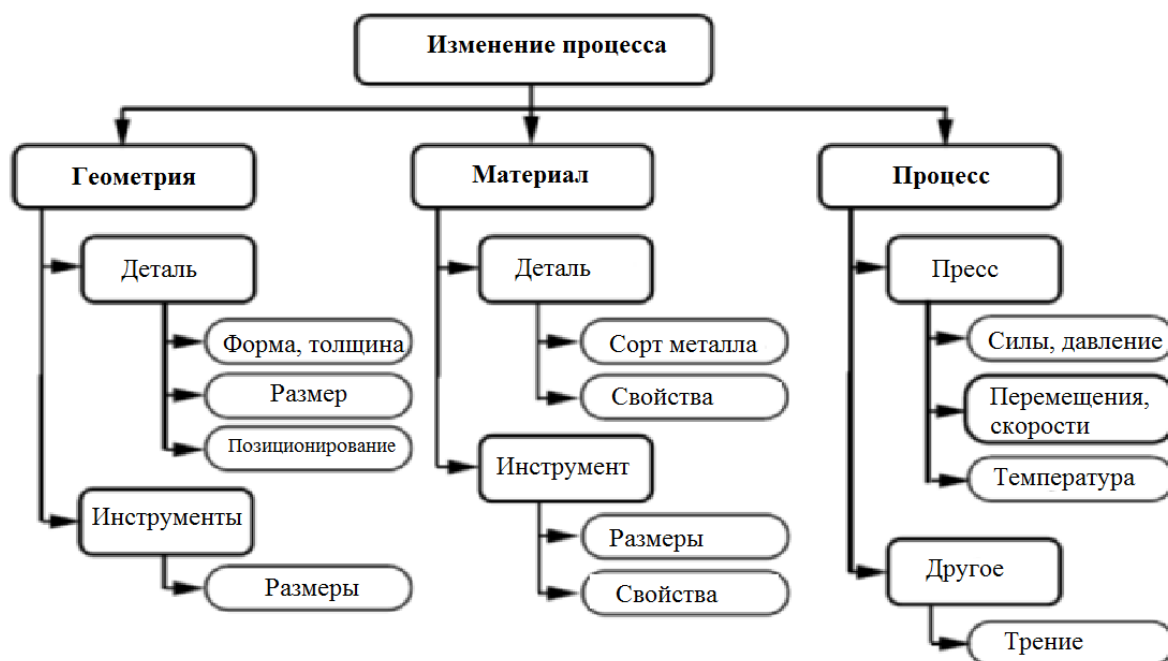 Изменение процесса
Геометрия
Материал
Процесс
Деталь
Деталь
Пресс
Форма, толщина
Сорт металла
Силы, давление
Размер
Свойства
Перемещения,
скорости
Позиционирование
Инструмент
Температура
Инструменты
Размеры
Другое
Размеры
Свойства
Трение